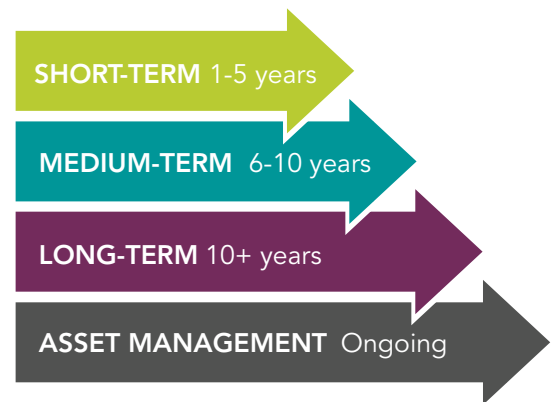 SHORT-TERM 1-5 years
MEDIUM-TERM 6-10 years
LONG-TERM 10+ years
ASSET MANAGEMENT Ongoing